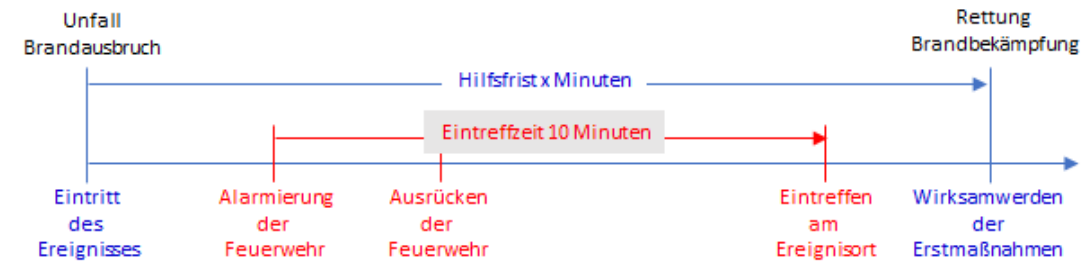 Unfall
Brandausbruch
Rettung
Brandbekämpfung
Hilfsfrist x Minuten
Eintreffzeit 10 Minuten
Eintritt
des
Ereignisses
Alarmierung
der
Feuerwehr
Ausrücken
der
Feuerwehr
Eintreffen
am
Ereignisort
Wirksamwerden
der
Erstmaßnahmen